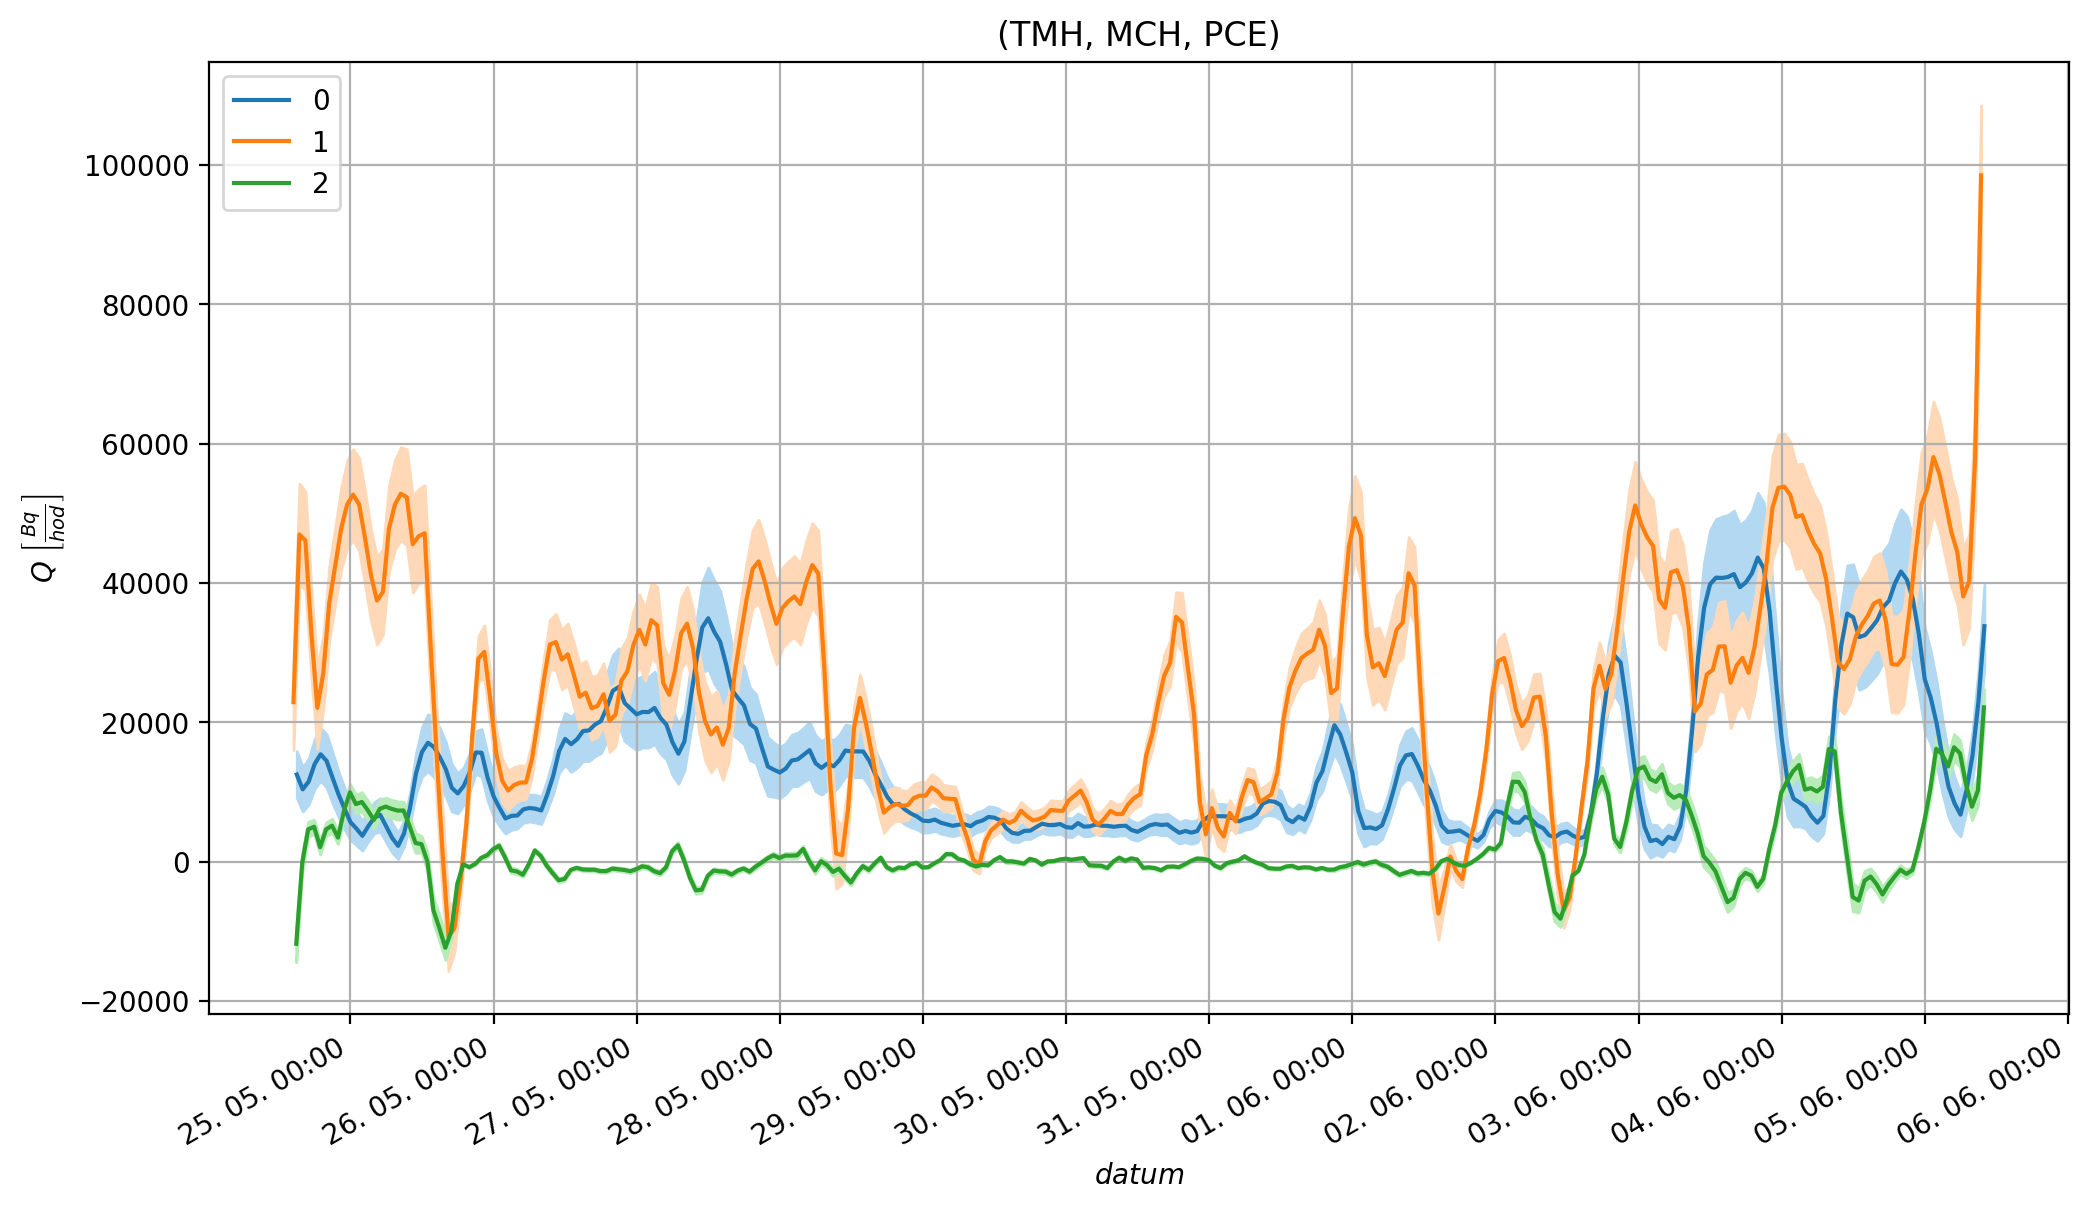 (TMH, MCH, PCE)
0
1
2
100000
80000
60000
40000
20000
0
−20000
Q [Bq/hod]
25. 05. 00:00
26. 05. 00:00
27. 05. 00:00
28. 05. 00:00
29. 05. 00:00
30. 05. 00:00
31. 05. 00:00
01. 06. 00:00
02. 06. 00:00
03. 06. 00:00
04. 06. 00:00
05. 06. 00:00
06. 06. 00:00
datum